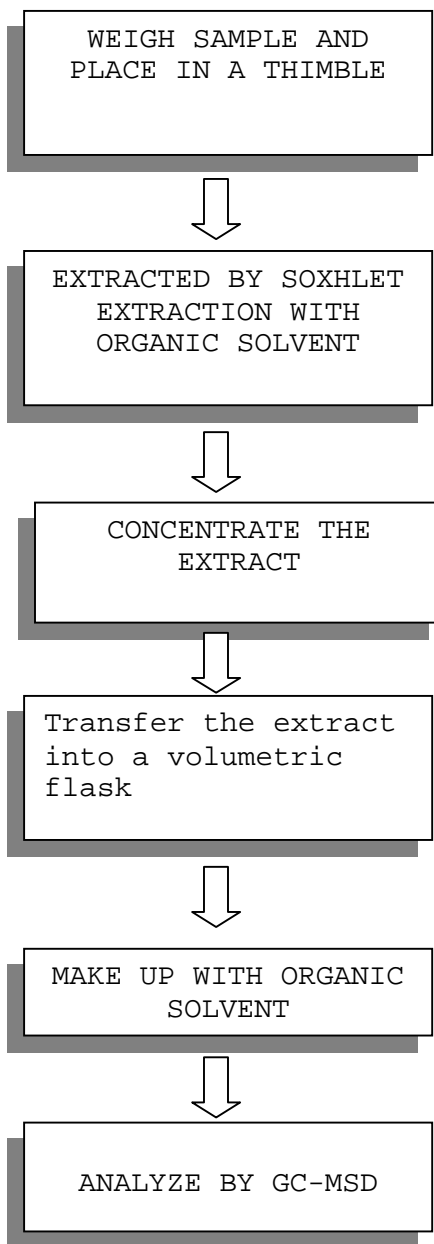 WEIGH SAMPLE AND
PLACE IN A THIMBLE
EXTRACTED BY SOXHLET
EXTRACTION WITH
ORGANIC SOLVENT
CONCENTRATE THE
EXTRACT
Transfer the extract
into a volumetric
flask
MAKE UP WITH ORGANIC
SOLVENT
ANALYZE BY GC-MSD